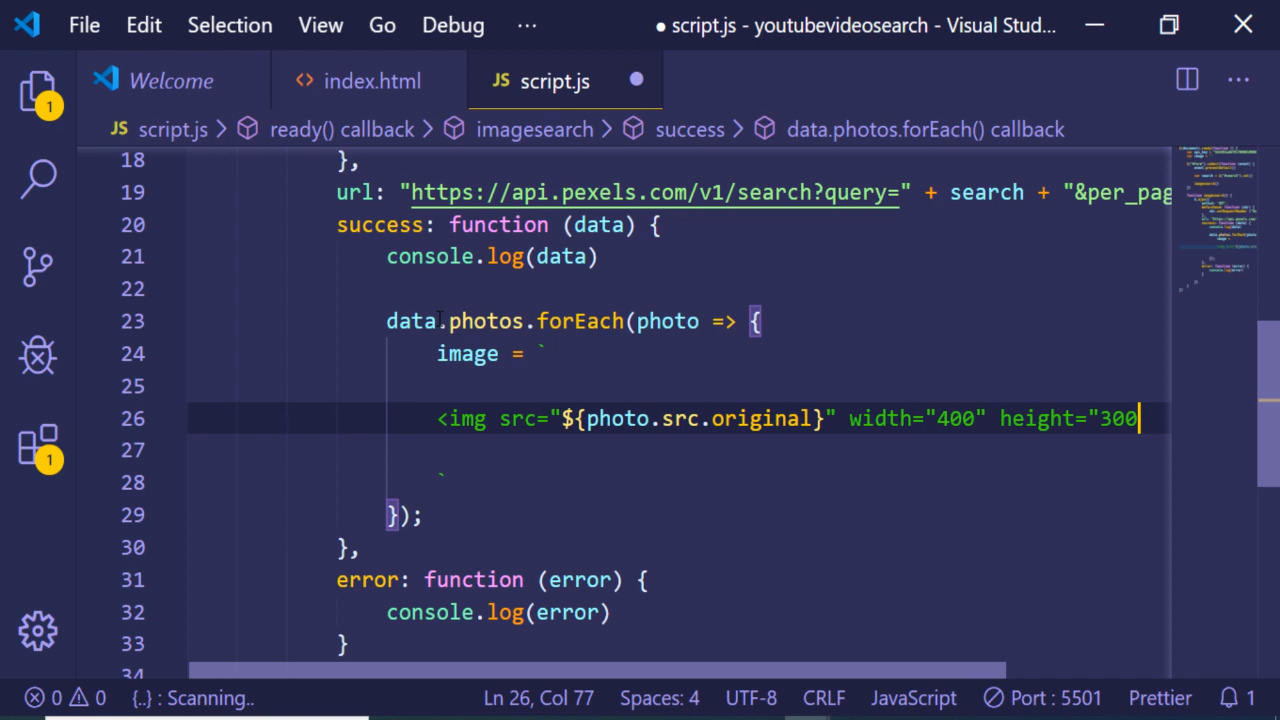 File Edit Selection View Go Debug ··· ● script.js - youtubevideosearch - Visual Stud...
Welcome <> index.html JS script.js ●
JS script.js > ready() callback > imagesearch > success > data.photos.forEach() callback
18 },
19 url: "https://api.pexels.com/v1/search?query=" + search + "&per_pag
20 success: function (data) {
21 console.log(data)
22
23 data.photos.forEach(photo => {
24 image = `
25
26 <img src="${photo.src.original}" width="400" height="300
27
28 `
29 });
30 },
31 error: function (error) {
32 console.log(error)
33 }
34
1
1
0 0 {..} : Scanning.. Ln 26, Col 77 Spaces: 4 UTF-8 CRLF JavaScript Port : 5501 Prettier 1